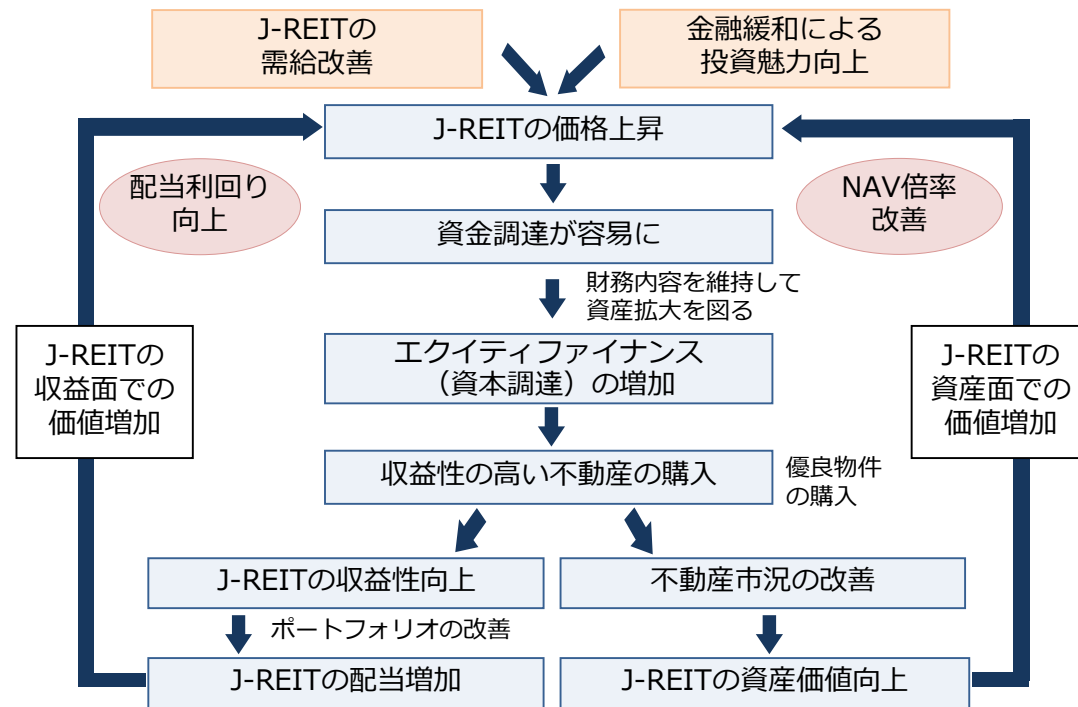 J-REITの
需給改善
金融緩和による
投資魅力向上
J-REITの価格上昇
配当利回り
向上
NAV倍率
改善
資金調達が容易に
財務内容を維持して
資産拡大を図る
J-REITの
収益面での
価値増加
エクイティファイナンス
（資本調達）の増加
J-REITの
資産面での
価値増加
収益性の高い不動産の購入
優良物件
の購入
J-REITの収益性向上
不動産市況の改善
ポートフォリオの改善
J-REITの配当増加
J-REITの資産価値向上